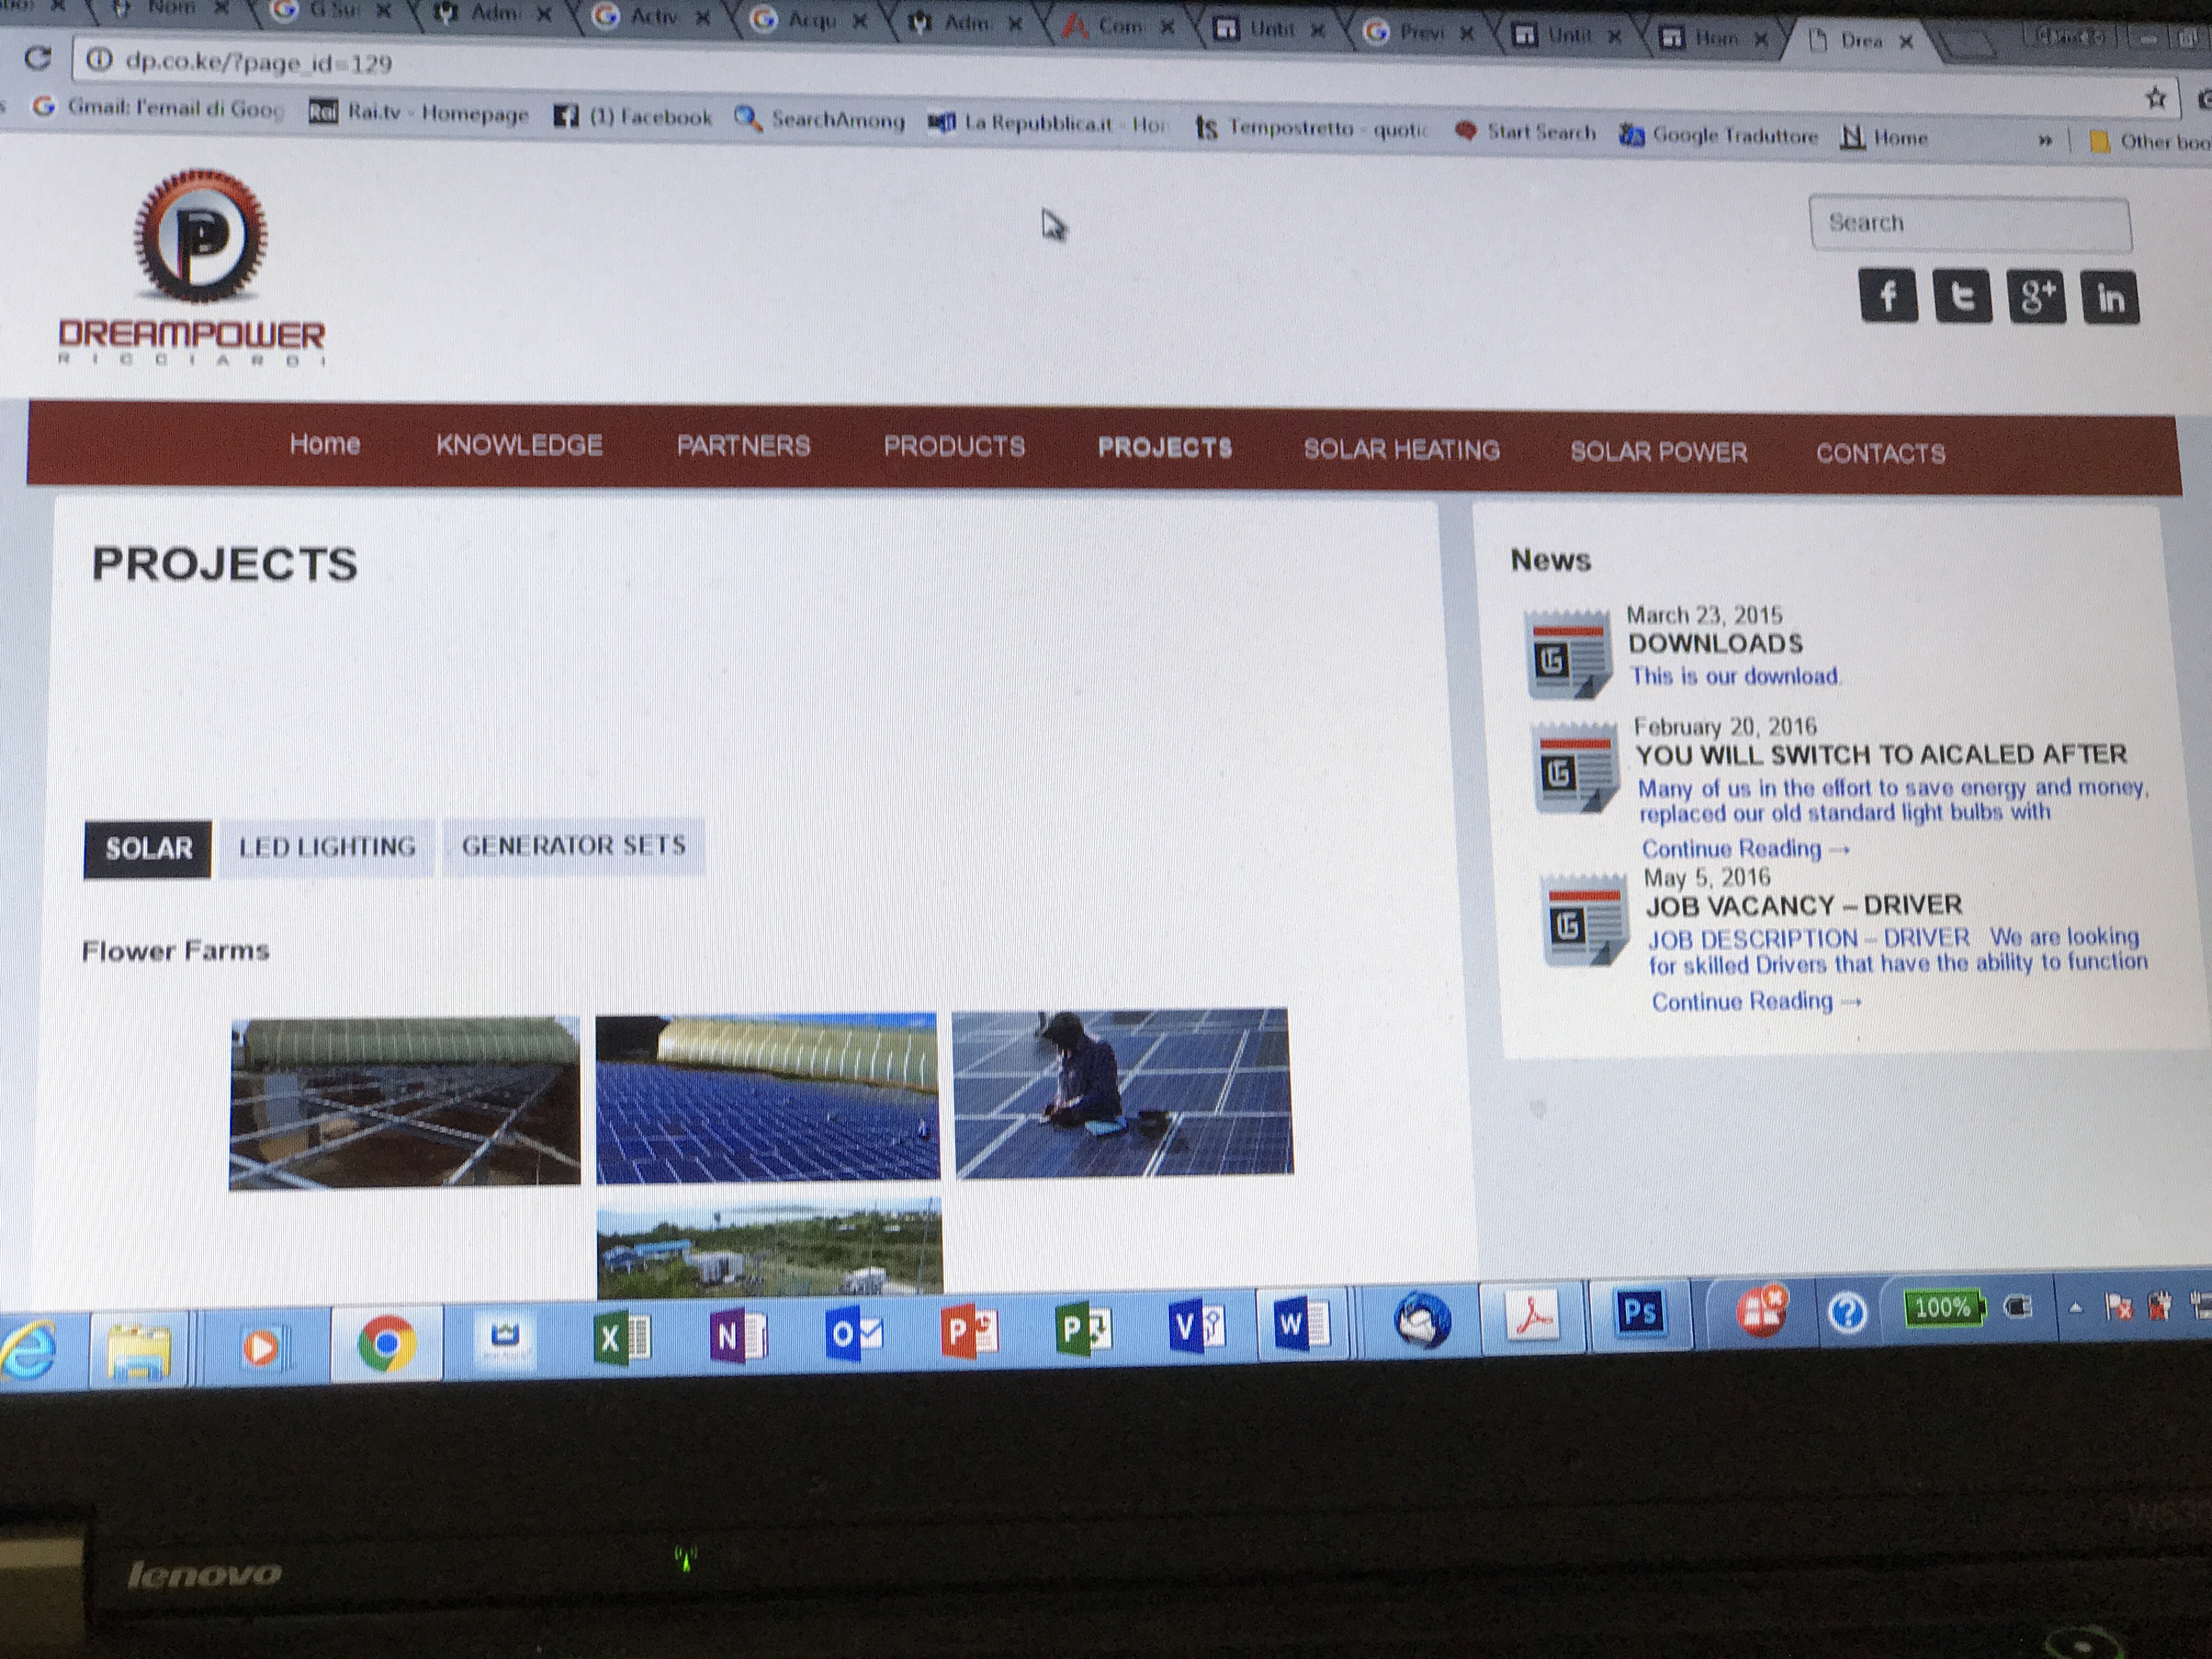 Nom
G Su
Adm
Activ
Acqu
Adm
Com
Untit
Previ
Untit
Hom
Drea
dp.co.ke/?page_id=129
Gmail: l'email di Goog
Rai Rai.tv - Homepage
(1) Facebook
SearchAmong
La Repubblica.it - Hor
ts Tempostretto - quotic
Start Search
Google Traduttore
Home
»
Other boo
DREAMPOWER
RICCIARDI
Search
f t g+ in
Home KNOWLEDGE PARTNERS PRODUCTS PROJECTS SOLAR HEATING SOLAR POWER CONTACTS
PROJECTS
SOLAR LED LIGHTING GENERATOR SETS
Flower Farms
News
March 23, 2015
DOWNLOADS
This is our download.
February 20, 2016
YOU WILL SWITCH TO AICALED AFTER
Many of us in the effort to save energy and money,
replaced our old standard light bulbs with
Continue Reading →
May 5, 2016
JOB VACANCY – DRIVER
JOB DESCRIPTION – DRIVER We are looking
for skilled Drivers that have the ability to function
Continue Reading →
X N O P P V W Ps ? 100%
lenovo